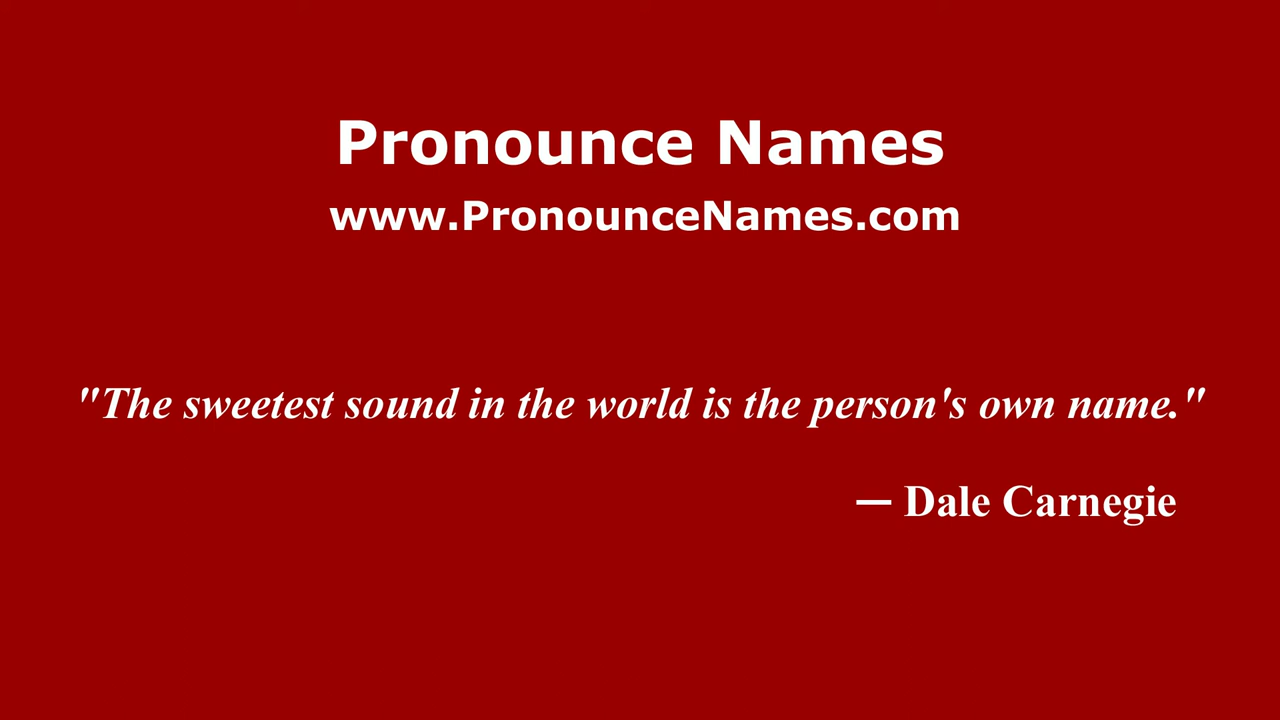 Pronounce Names
www.PronounceNames.com
"The sweetest sound in the world is the person's own name."
— Dale Carnegie